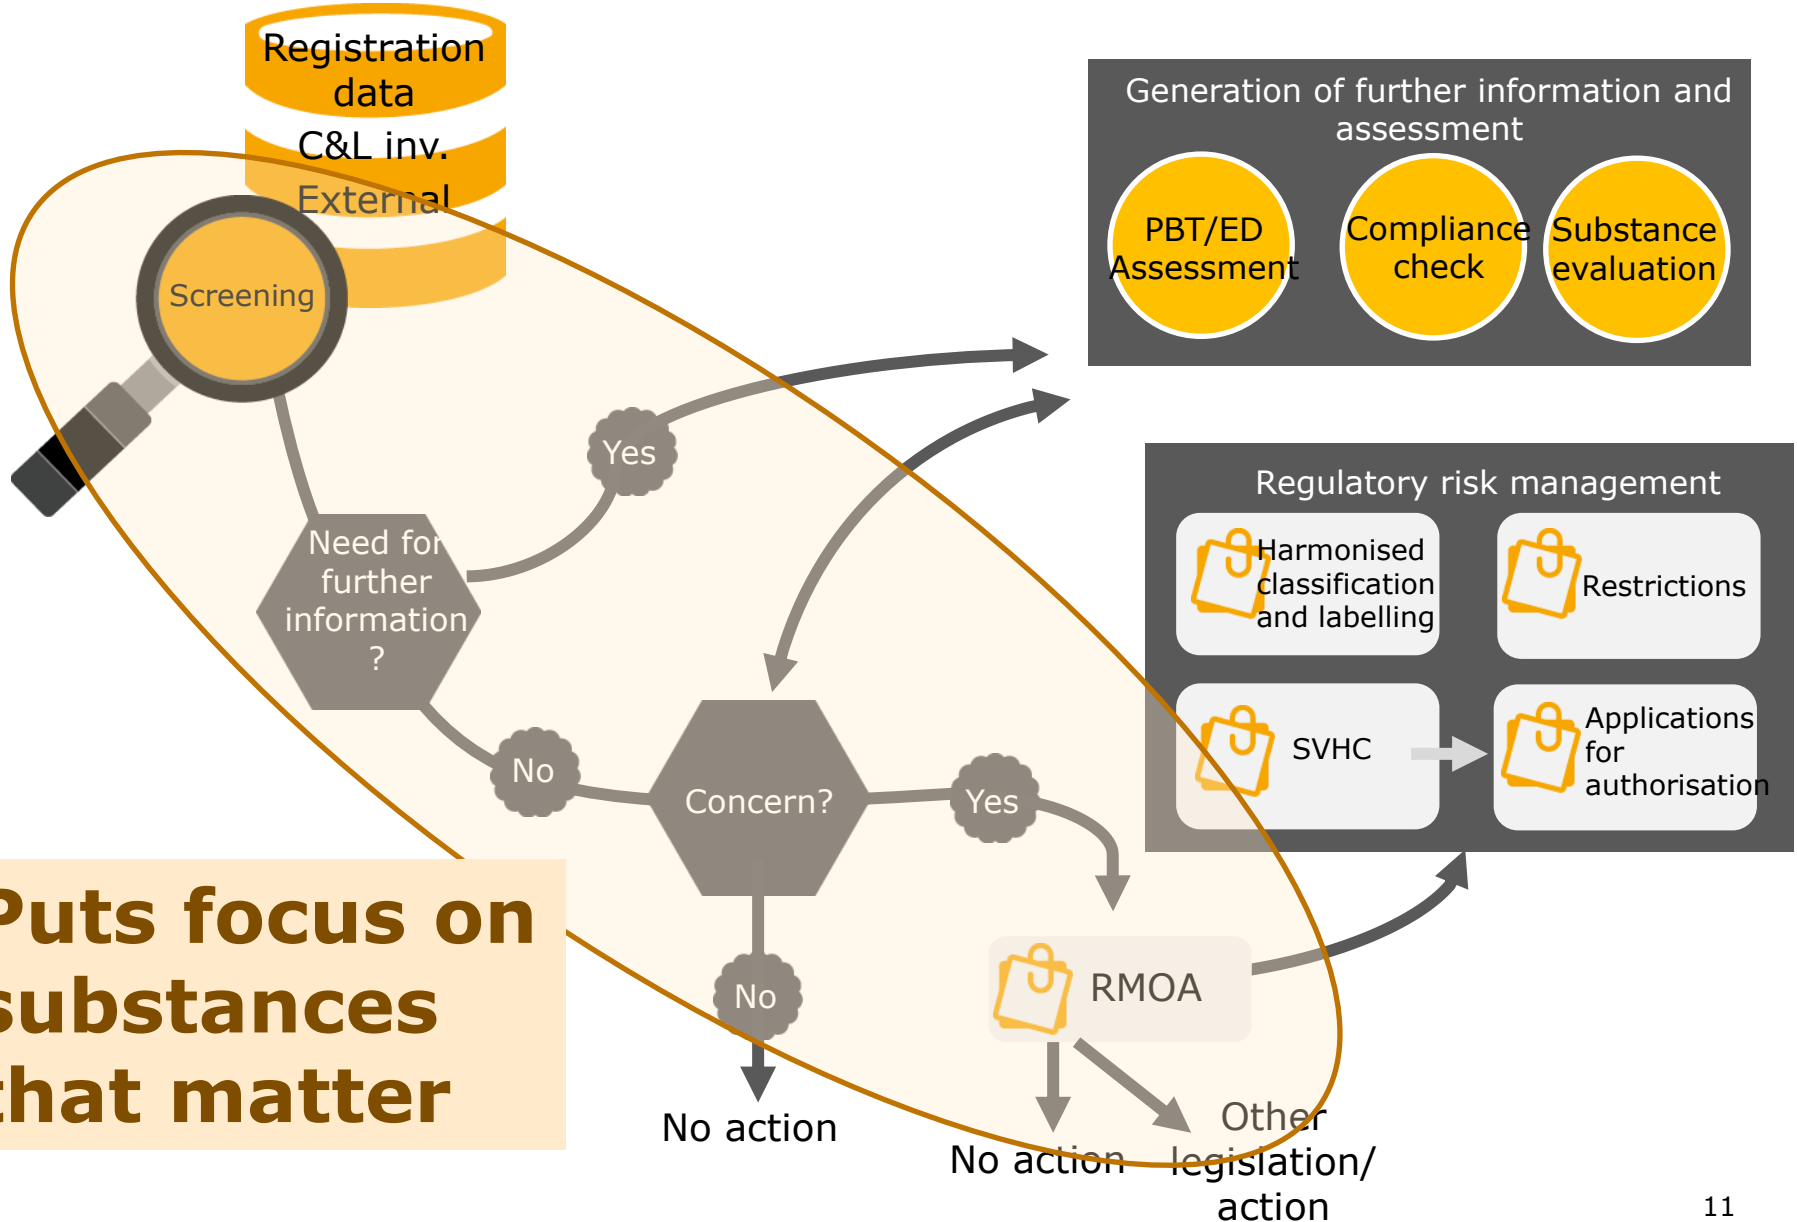 Registration
data
C&L inv.
External
Screening
Generation of further information and
assessment
PBT/ED
Assessment
Compliance
check
Substance
evaluation
Yes
Need for
further
information
?
Regulatory risk management
Harmonised
classification
and labelling
Restrictions
SVHC
Applications
for
authorisation
No
Concern?
Yes
Puts focus on
substances
that matter
No
RMOA
No action
No action
Other
legislation/
action
11